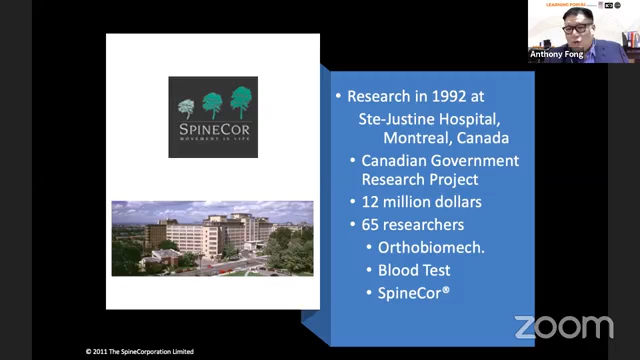 LEARNING FORUM
Anthony Fong
SPINECOR
MOVEMENT IS LIFE
• Research in 1992 at
Ste-Justine Hospital,
Montreal, Canada
• Canadian Government
Research Project
• 12 million dollars
• 65 researchers
• Orthobiomech.
• Blood Test
• SpineCor®
zoom
© 2011 The SpineCorporation Limited